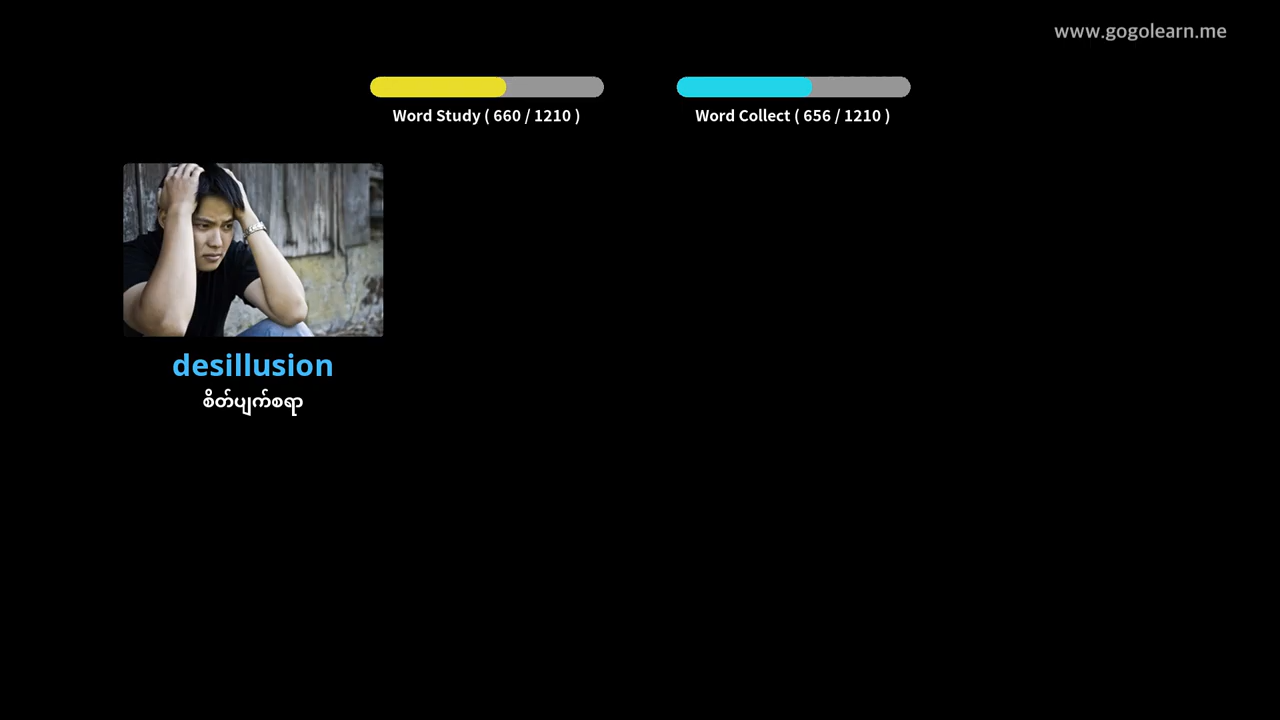 www.gogolearn.me
Word Study ( 660 / 1210 )
Word Collect ( 656 / 1210 )
desillusion
စိတ်ပျက်စရာ